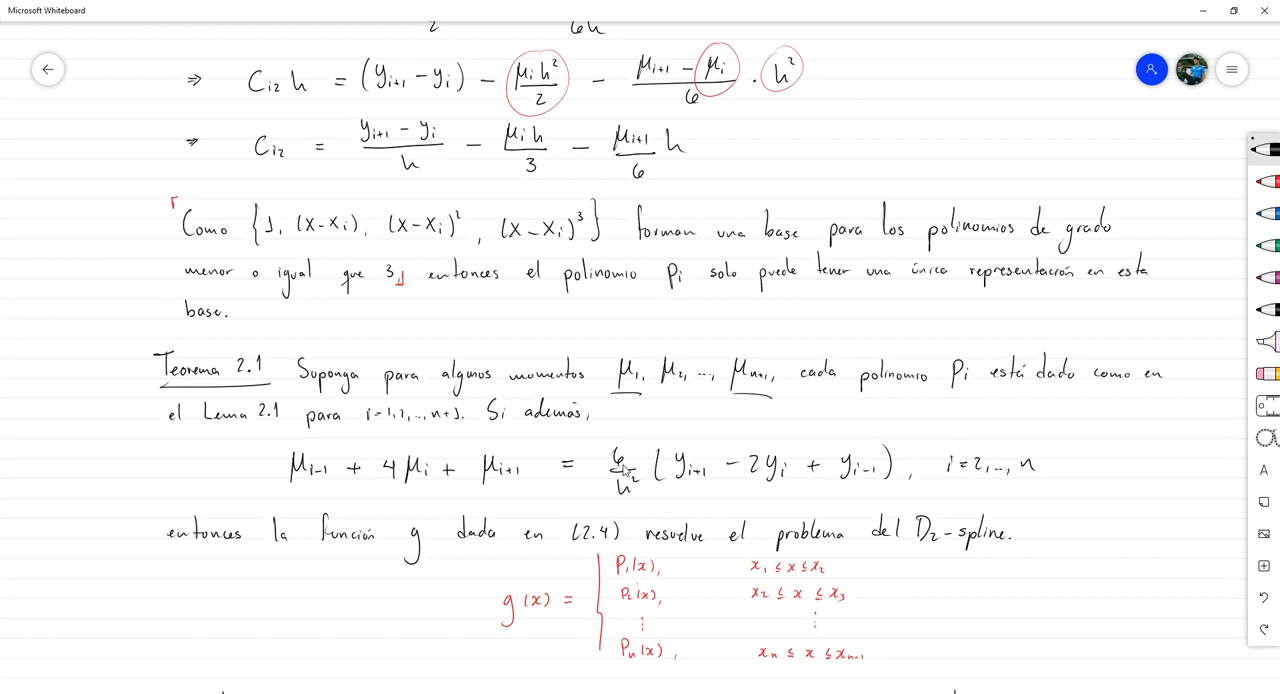 Microsoft Whiteboard
2 6h
⇒ Ci2 h = (yi+1 − yi) − μi h²/2 − (μi+1 − μi)/6 · h²
⇒ Ci2 = (yi+1 − yi)/h − μi h/3 − μi+1/6 h
Como {1, (x−xi), (x−xi)², (x−xi)³} forman una base para los polinomios de grado
menor o igual que 3, entonces el polinomio Pi solo puede tener una única representación en esta
base.
Teorema 2.1 Suponga para algunos momentos μ1, μ2, ..., μn+1, cada polinomio Pi está dado como en
el Lema 2.1 para i=1,2,..,n+1. Si además,
μi−1 + 4μi + μi+1 = 6/h² (yi+1 − 2yi + yi−1), i=2,..,n
entonces la función g dada en (2.4) resuelve el problema del D2-spline.
P1(x), x1 ≤ x ≤ x2
g(x) = { P2(x), x2 ≤ x ≤ x3
⋮ ⋮
Pn(x), xn ≤ x ≤ xn+1
A